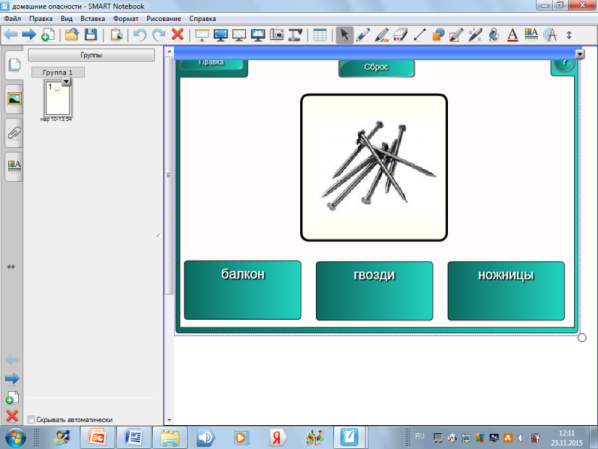 домашние опасности - SMART Notebook
Файл Правка Вид Вставка Формат Рисование Справка
Группы
Группа 1
1
Правка
Сброс
?
балкон
гвозди
ножницы
Скрывать автоматически
RU
12:11
23.11.2015